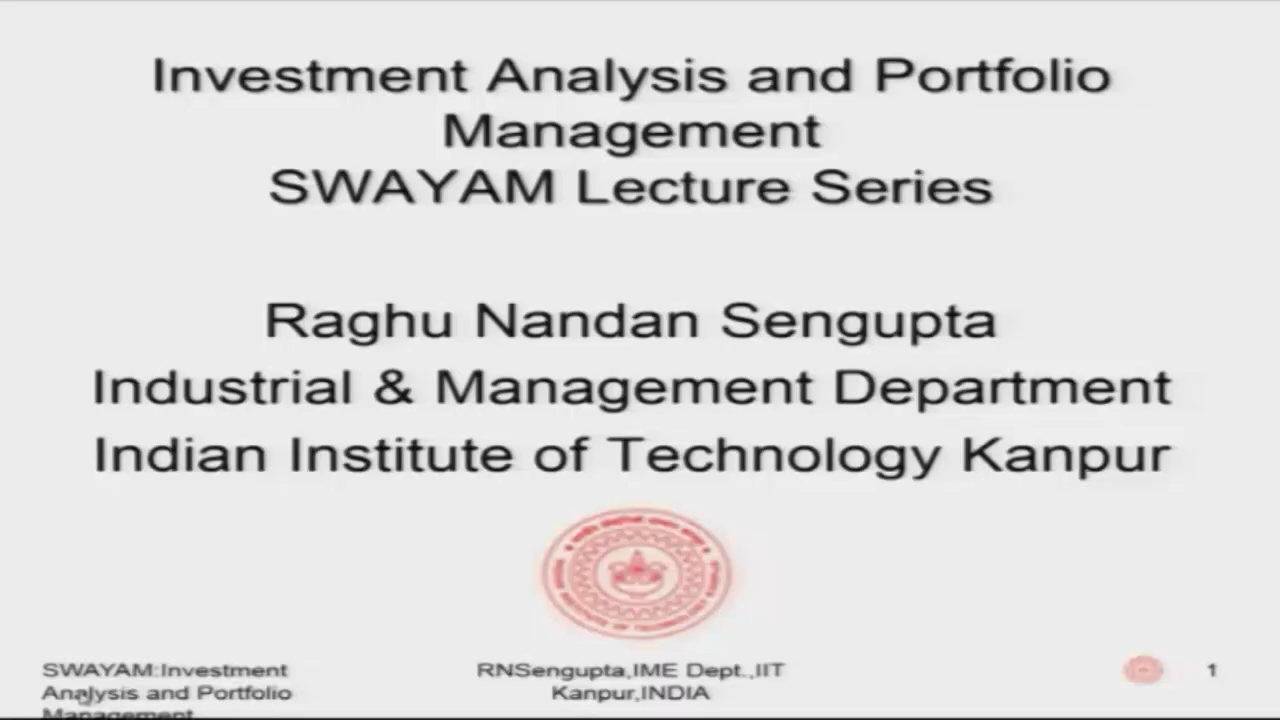 Investment Analysis and Portfolio
Management
SWAYAM Lecture Series
Raghu Nandan Sengupta
Industrial & Management Department
Indian Institute of Technology Kanpur
SWAYAM:Investment
Analysis and Portfolio
Management
RNSengupta,IME Dept.,IIT
Kanpur,INDIA
1